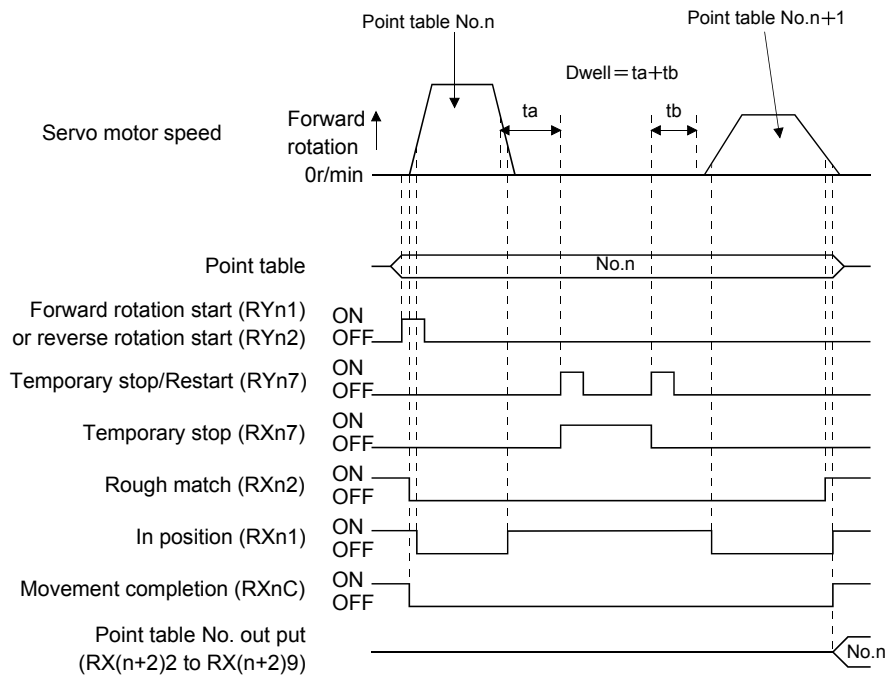 Point table No.n
Point table No.n+1
Dwell=ta+tb
ta
tb
Servo motor speed
Forward
rotation
0r/min
Point table
No.n
Forward rotation start (RYn1)
or reverse rotation start (RYn2)
ON
OFF
Temporary stop/Restart (RYn7)
ON
OFF
Temporary stop (RXn7)
ON
OFF
Rough match (RXn2)
ON
OFF
In position (RXn1)
ON
OFF
Movement completion (RXnC)
ON
OFF
Point table No. out put
(RX(n+2)2 to RX(n+2)9)
No.n